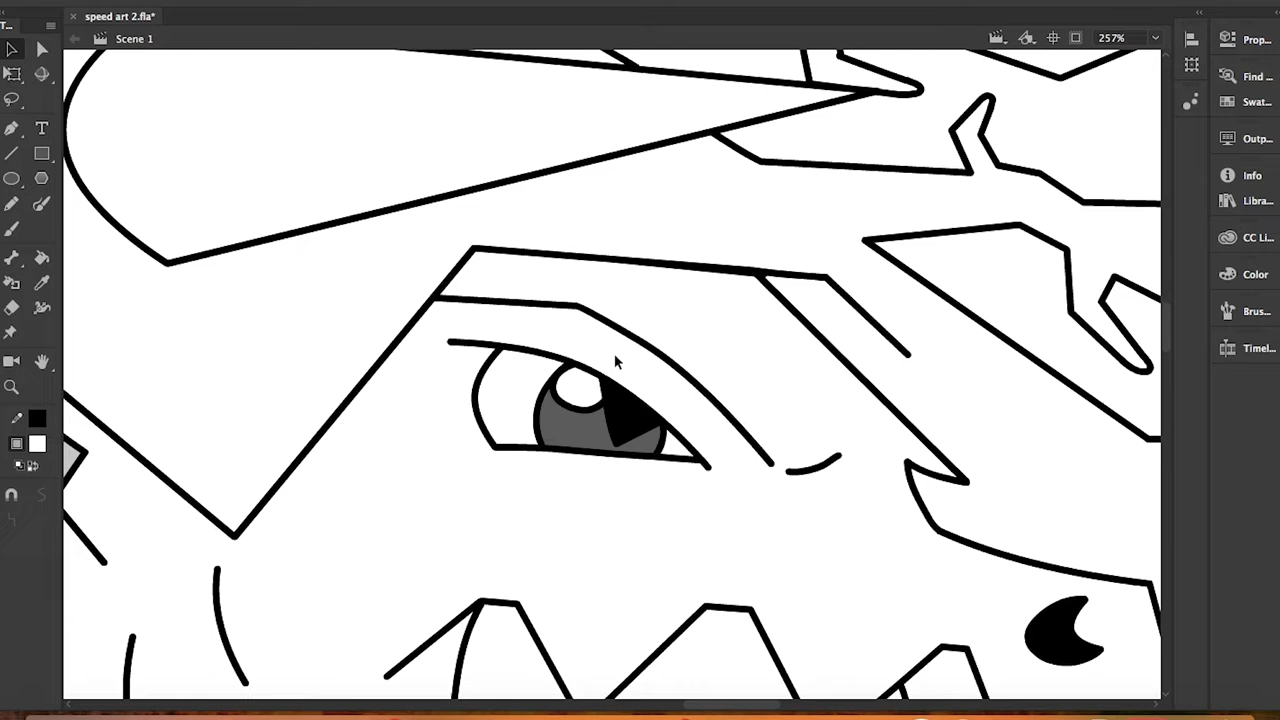 speed art 2.fla*
T...
Scene 1
257%
Prop...
Find ...
Swat...
Outp...
Info
Libra...
CC Li...
Color
Brus...
Timel...
T